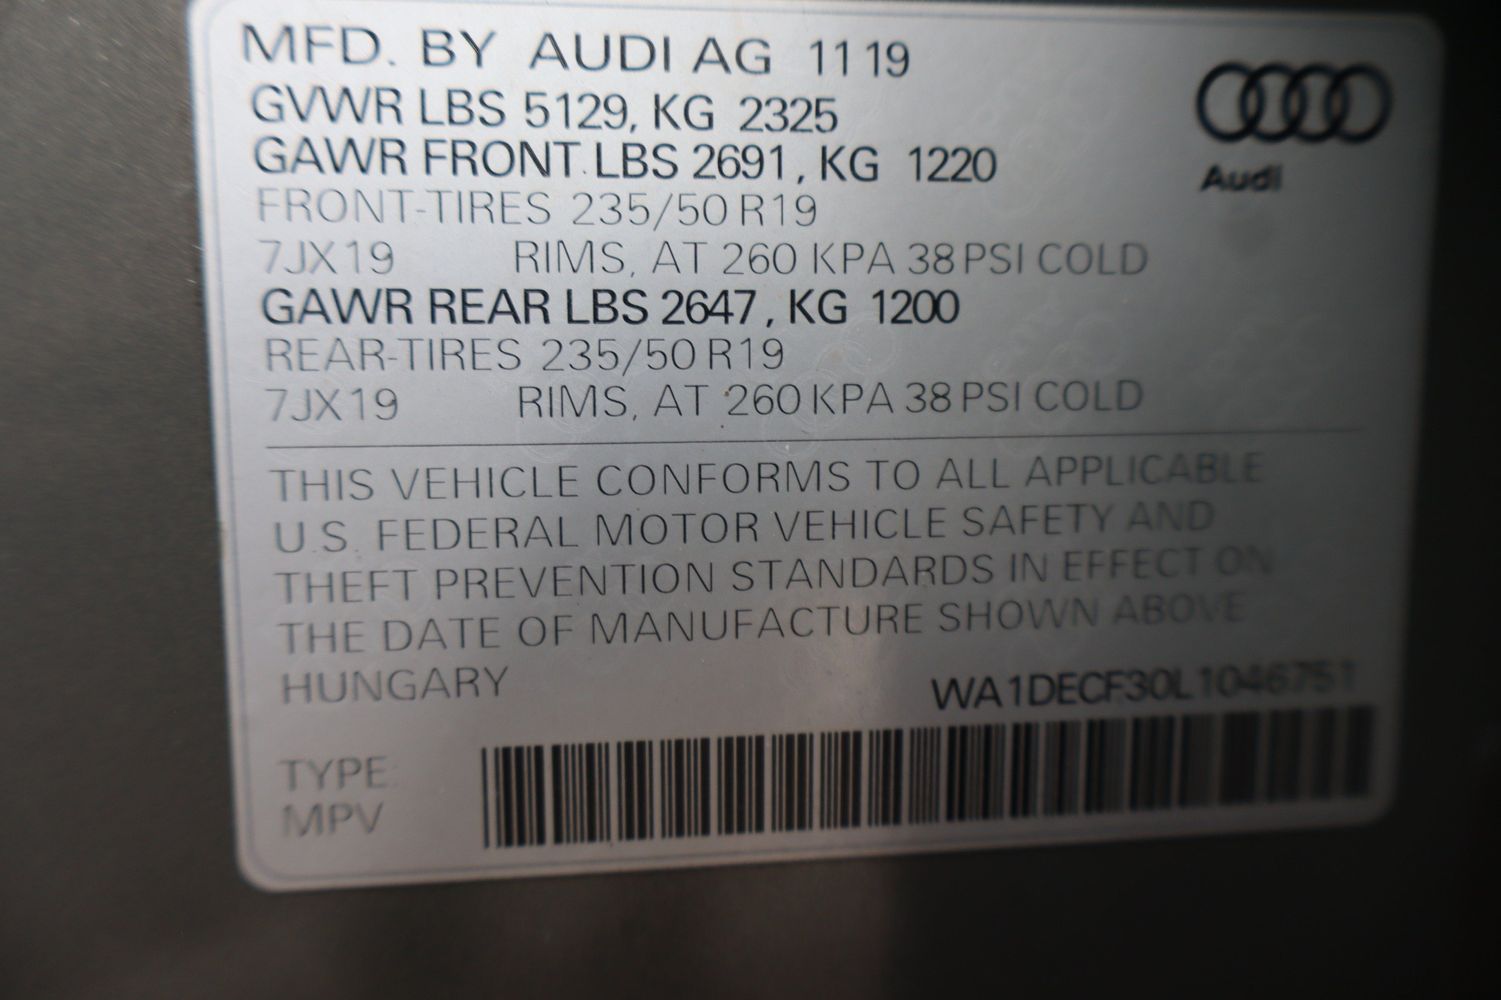 MFD. BY AUDI AG 1119
GVWR LBS 5129, KG 2325
GAWR FRONT LBS 2691, KG 1220
Audi
FRONT-TIRES 235/50 R19
7JX19 RIMS, AT 260 KPA 38 PSI COLD
GAWR REAR LBS 2647, KG 1200
REAR-TIRES 235/50 R19
7JX19 RIMS, AT 260 KPA 38 PSI COLD
THIS VEHICLE CONFORMS TO ALL APPLICABLE
U.S. FEDERAL MOTOR VEHICLE SAFETY AND
THEFT PREVENTION STANDARDS IN EFFECT ON
THE DATE OF MANUFACTURE SHOWN ABOVE
HUNGARY WA1DECF30L1046751
TYPE:
MPV